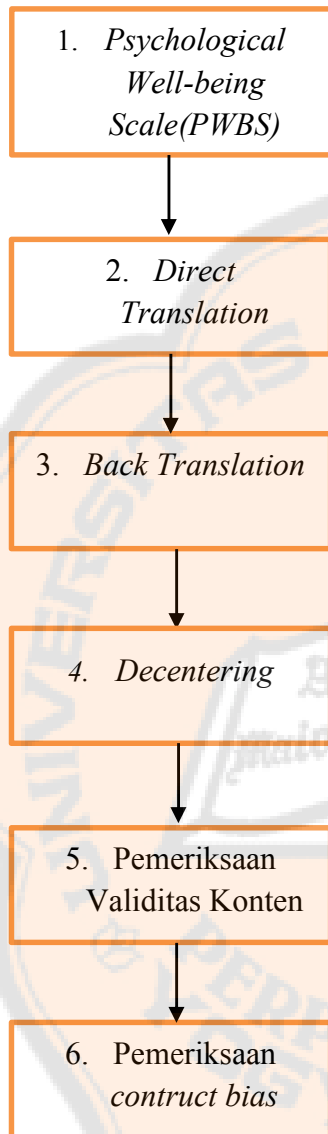 1. Psychological
Well-being
Scale(PWBS)
2. Direct
Translation
3. Back Translation
4. Decentering
5. Pemeriksaan
Validitas Konten
6. Pemeriksaan
contruct bias